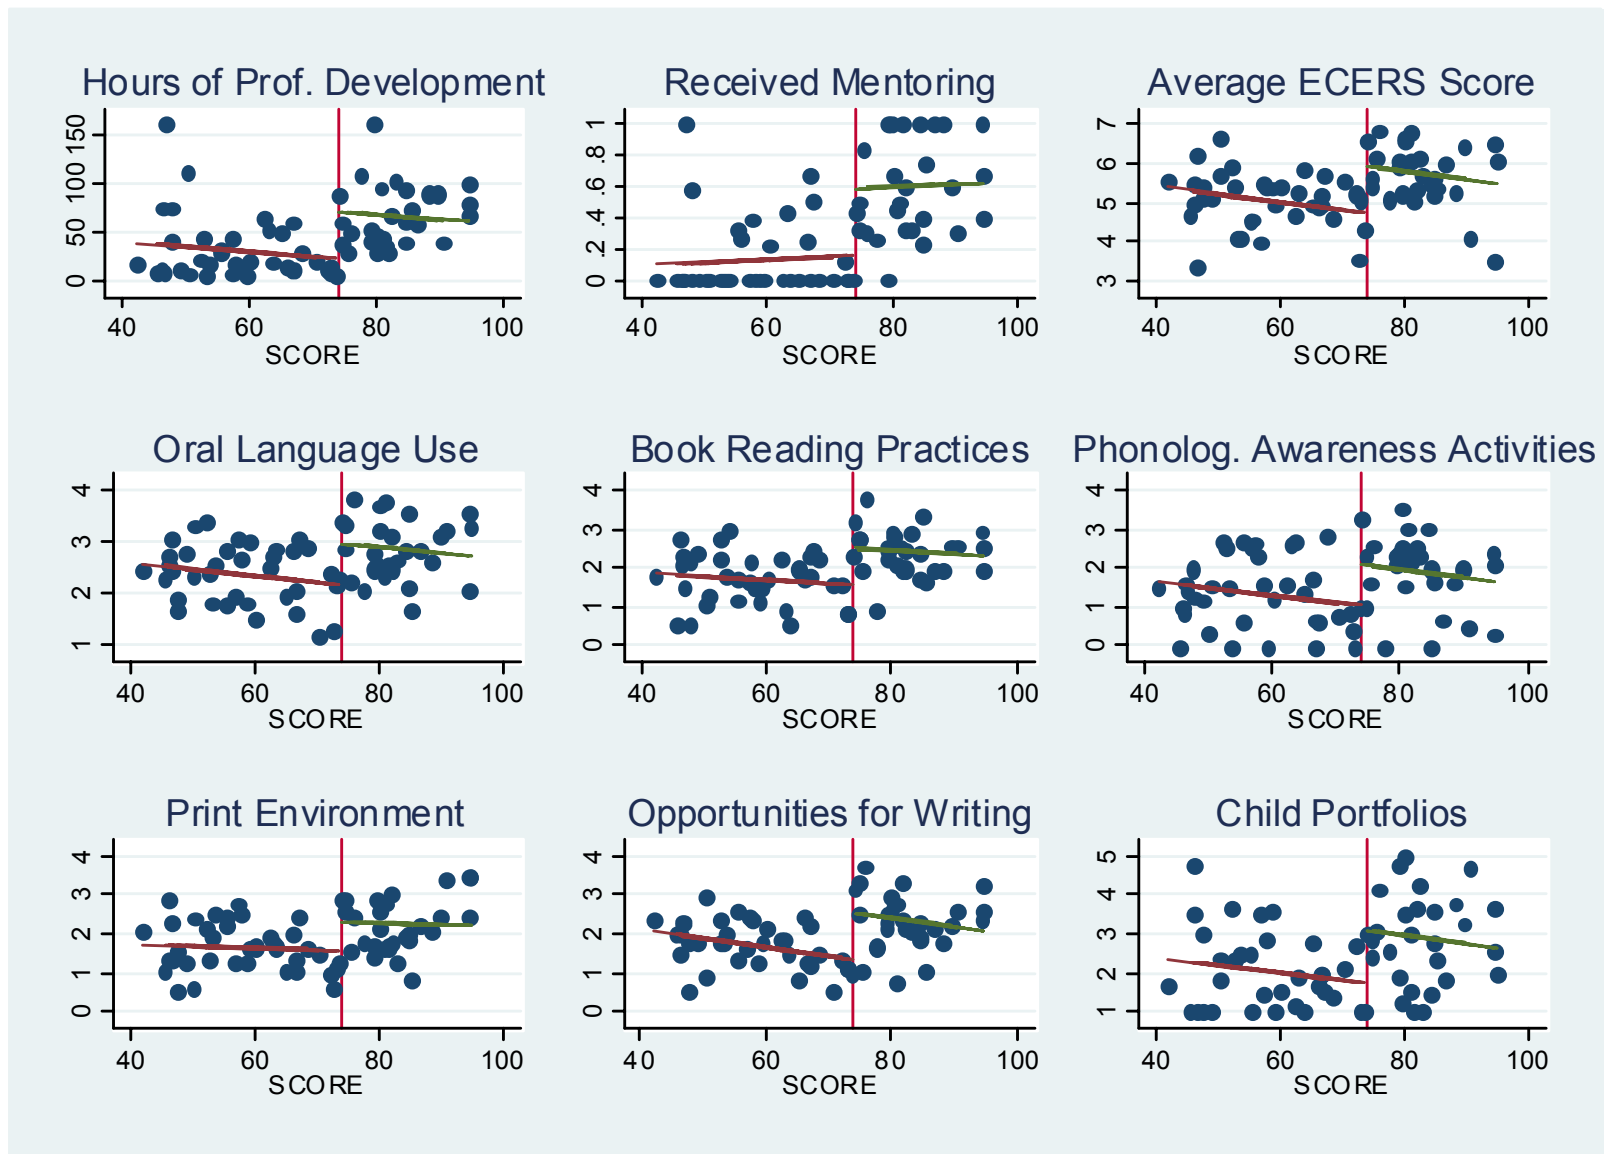 Hours of Prof. Development
150
100
50
0
40 60 80 100
SCORE
Received Mentoring
1
.8
.6
.4
.2
0
40 60 80 100
SCORE
Average ECERS Score
7
6
5
4
3
40 60 80 100
SCORE
Oral Language Use
4
3
2
1
40 60 80 100
SCORE
Book Reading Practices
4
3
2
1
0
40 60 80 100
SCORE
Phonolog. Awareness Activities
4
3
2
1
0
40 60 80 100
SCORE
Print Environment
4
3
2
1
0
40 60 80 100
SCORE
Opportunities for Writing
4
3
2
1
0
40 60 80 100
SCORE
Child Portfolios
5
4
3
2
1
40 60 80 100
SCORE